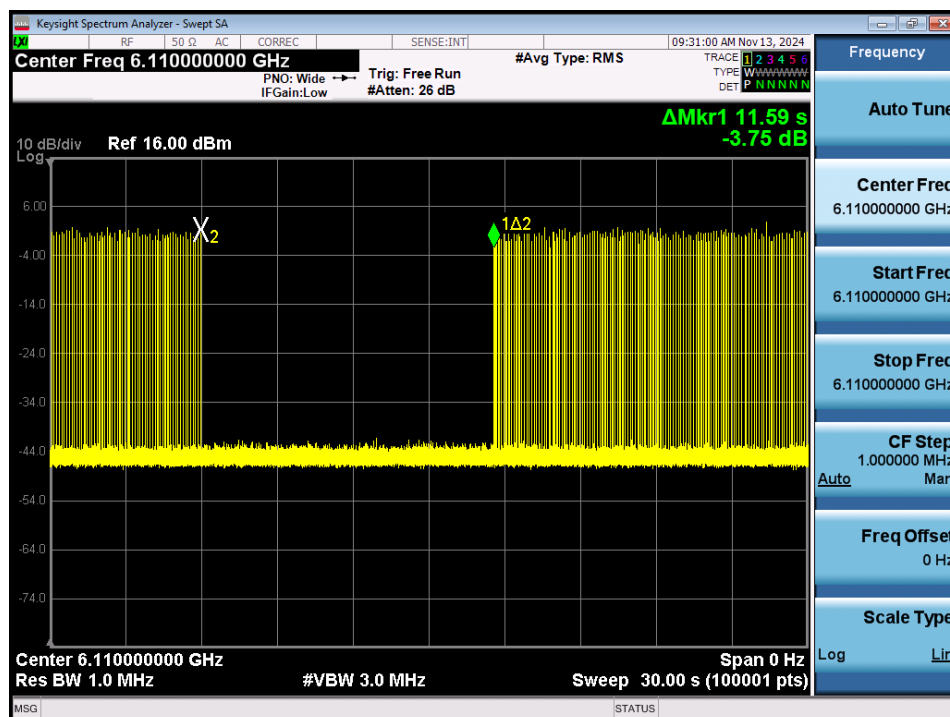 Keysight Spectrum Analyzer - Swept SA
LXI RF 50 Ω AC CORREC SENSE:INT 09:31:00 AM Nov 13, 2024
Center Freq 6.110000000 GHz
PNO: Wide
IFGain:Low
Trig: Free Run
#Atten: 26 dB
#Avg Type: RMS
TRACE 1 2 3 4 5 6
TYPE WWWWWWW
DET P N N N N N
ΔMkr1 11.59 s
-3.75 dB
10 dB/div
Log
Ref 16.00 dBm
6.00
-4.00
-14.0
-24.0
-34.0
-44.0
-54.0
-64.0
-74.0
X2
1Δ2
Center 6.110000000 GHz
Span 0 Hz
Res BW 1.0 MHz
#VBW 3.0 MHz
Sweep 30.00 s (100001 pts)
MSG
STATUS
Frequency
Auto Tune
Center Freq
6.110000000 GHz
Start Freq
6.110000000 GHz
Stop Freq
6.110000000 GHz
CF Step
1.000000 MHz
Auto Man
Freq Offset
0 Hz
Scale Type
Log Lin